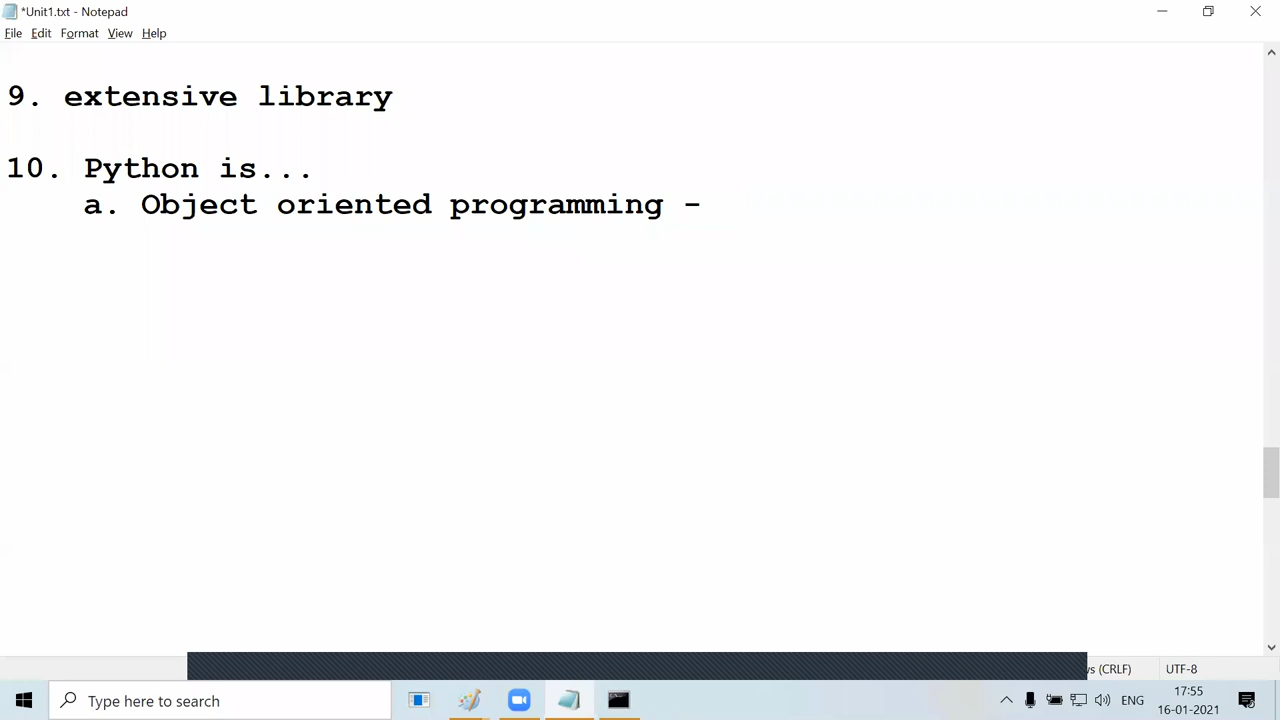 *Unit1.txt - Notepad
File Edit Format View Help
9. extensive library
10. Python is...
a. Object oriented programming -
(CRLF) UTF-8
Type here to search
ENG
17:55
16-01-2021